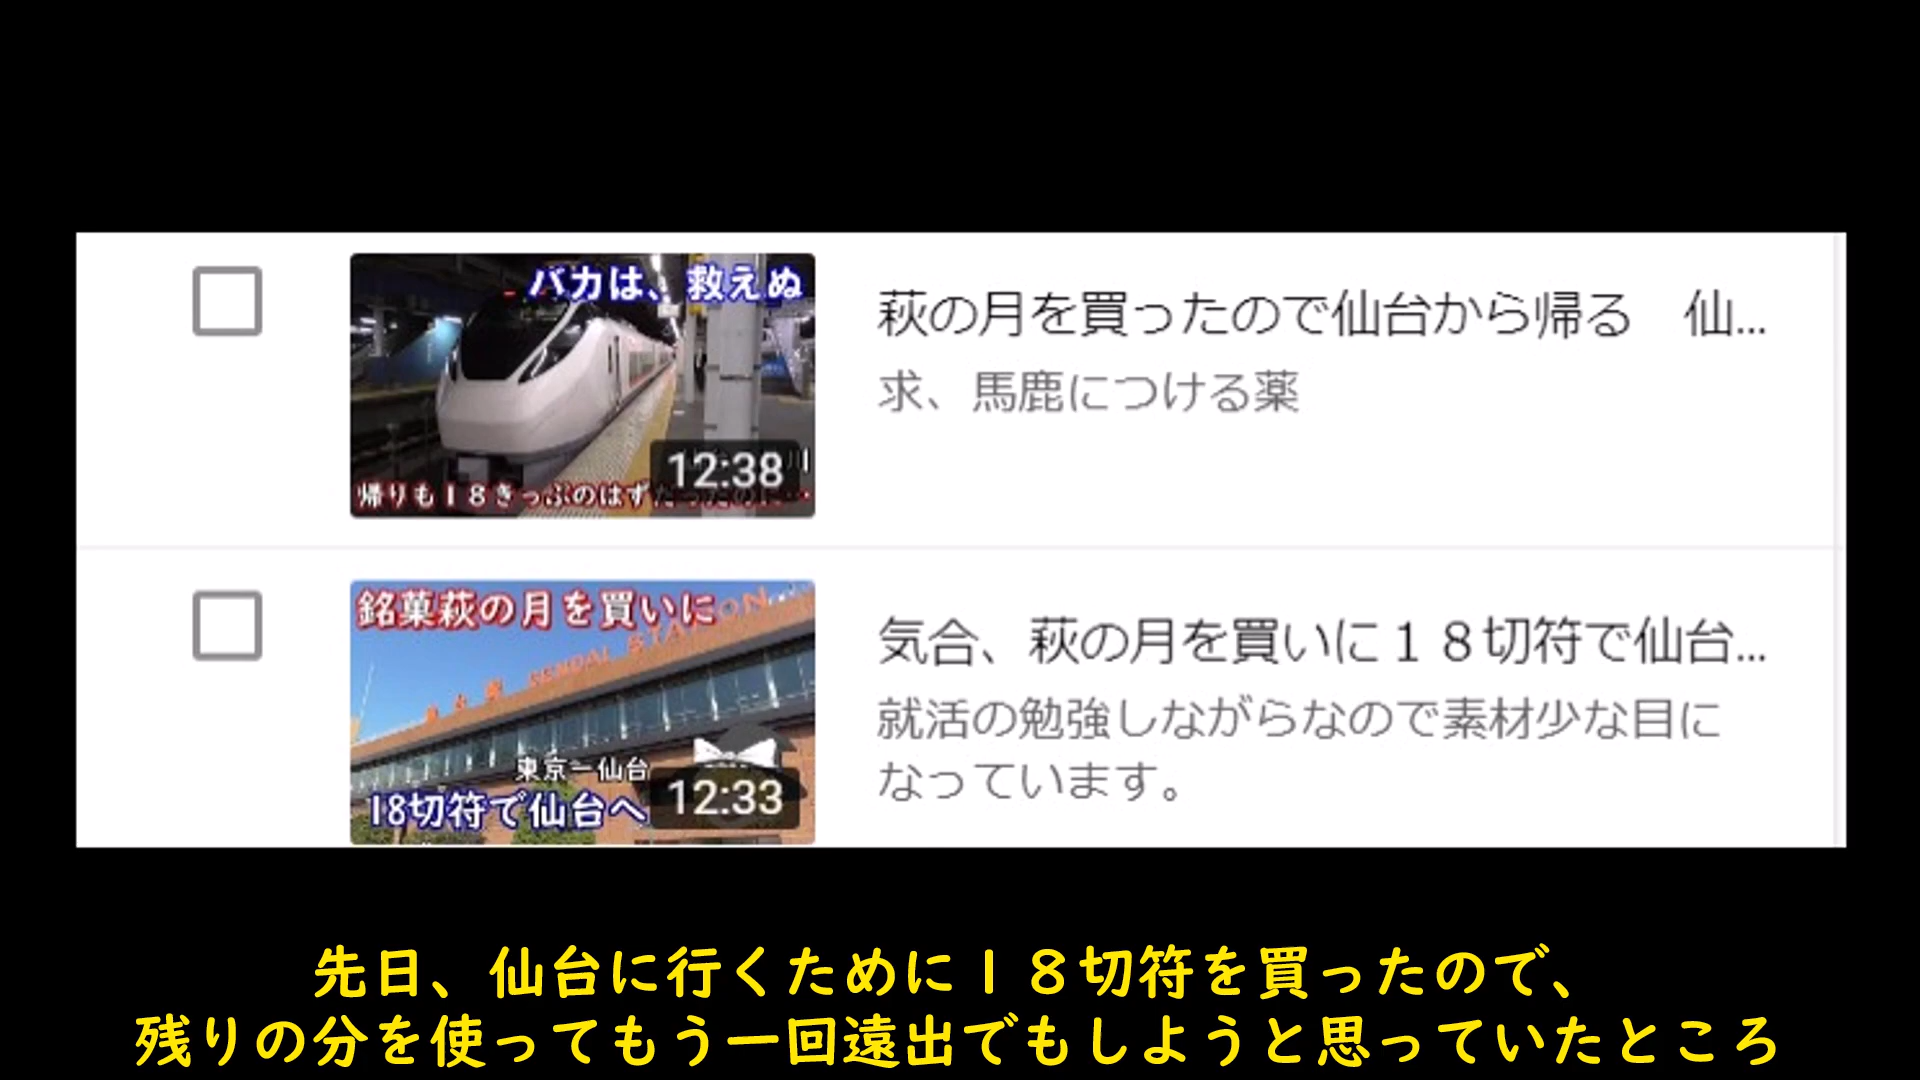 バカは、救えぬ
12:38
帰りも18きっぷのはず
萩の月を買ったので仙台から帰る　仙...
求、馬鹿につける薬
銘菓萩の月を買いに
SENDAI STATION
東京ー仙台
18切符で仙台へ
12:33
気合、萩の月を買いに１８切符で仙台...
就活の勉強しながらなので素材少な目に
なっています。
先日、仙台に行くために１８切符を買ったので、
残りの分を使ってもう一回遠出でもしようと思っていたところ